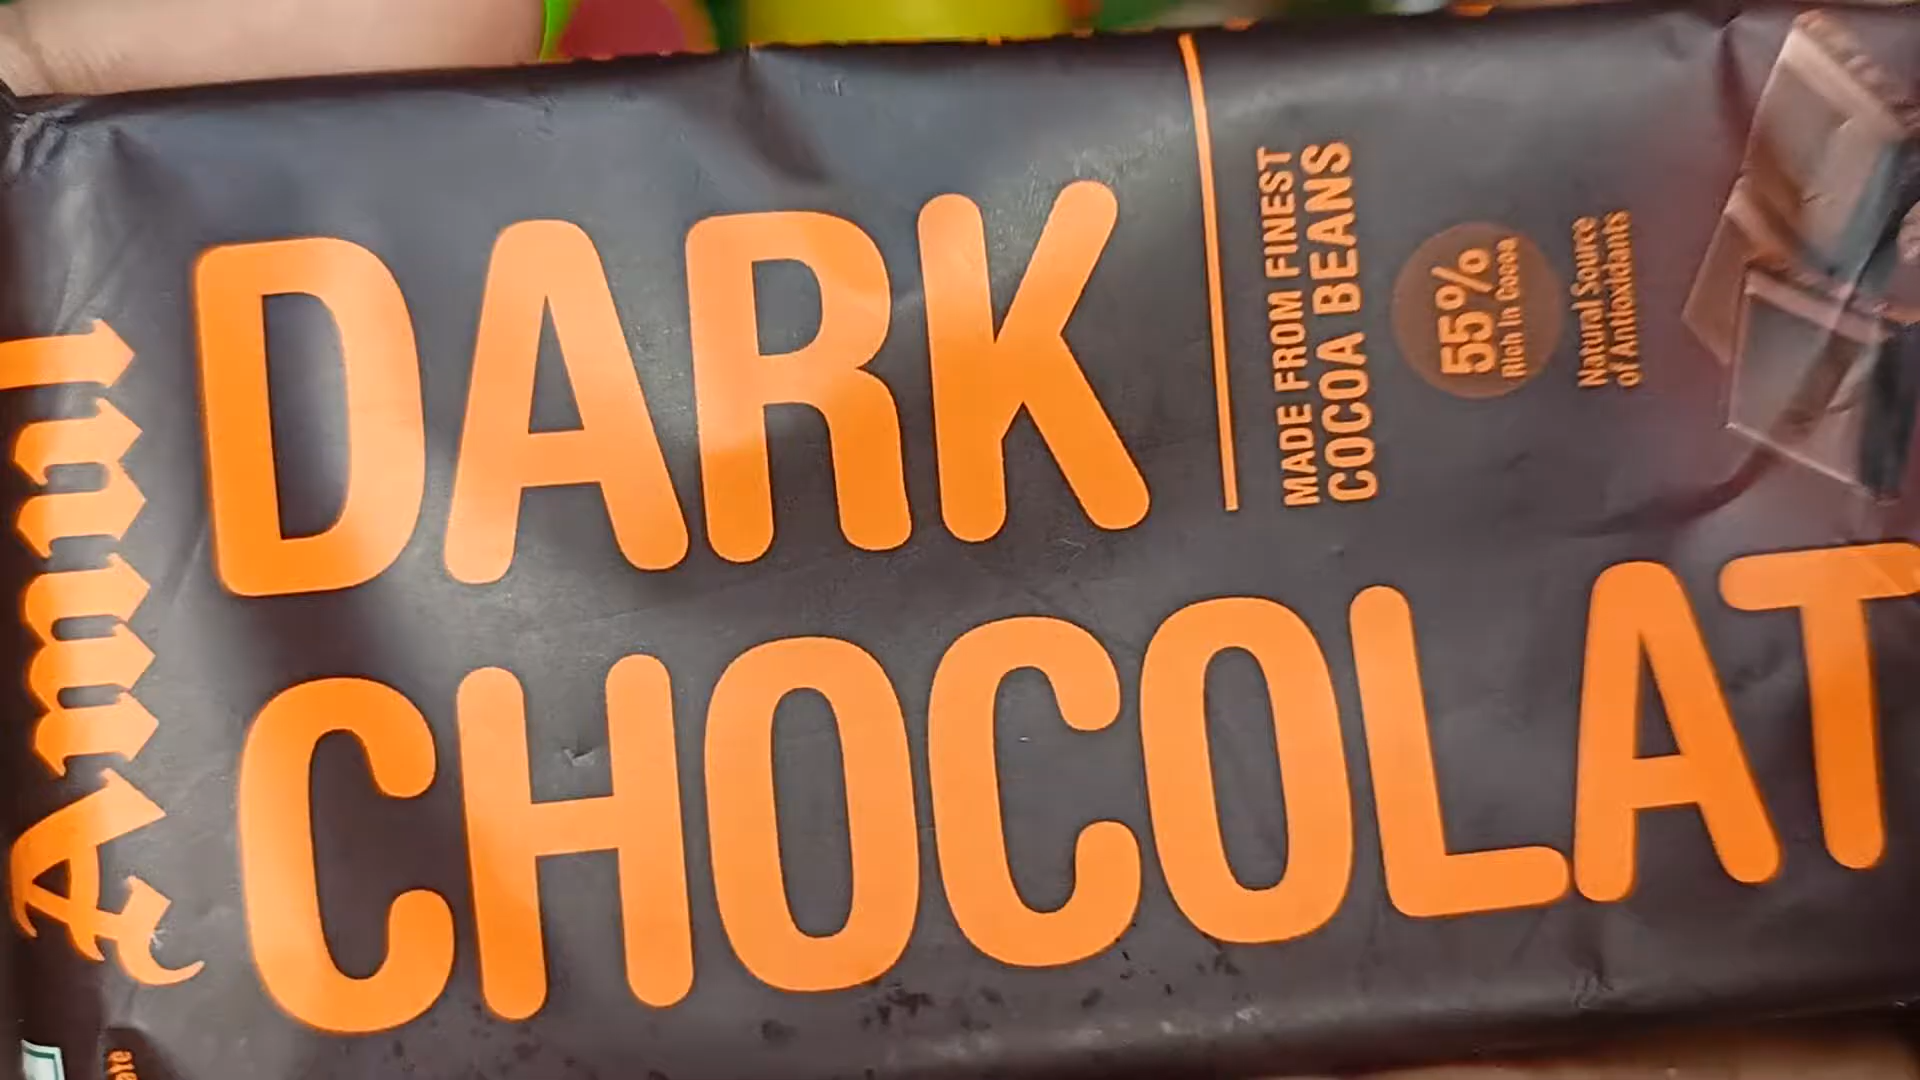 Amul
DARK
CHOCOLAT
MADE FROM FINEST
COCOA BEANS
55%
Rich In Cocoa
Natural Source
of Antioxidants